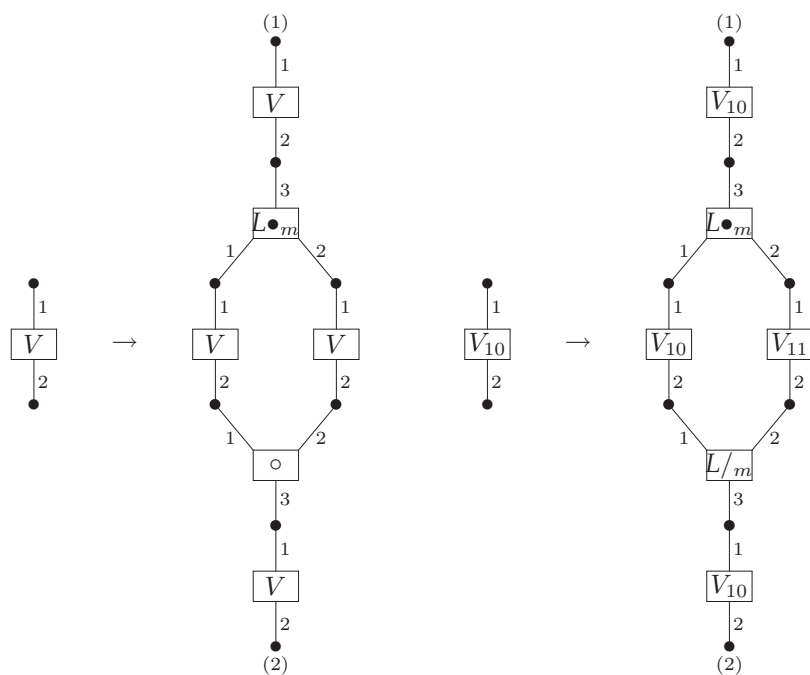 (1) (1)
1 1
V V₁₀
2 2
3 3
L•ₘ L•ₘ
1 2 1 2
1 1 1 1 1 1
V → V V V₁₀ → V₁₀ V₁₁
2 2 2 2 2 2
1 2 1 2
∘ L/ₘ
3 3
1 1
V V₁₀
2 2
(2) (2)